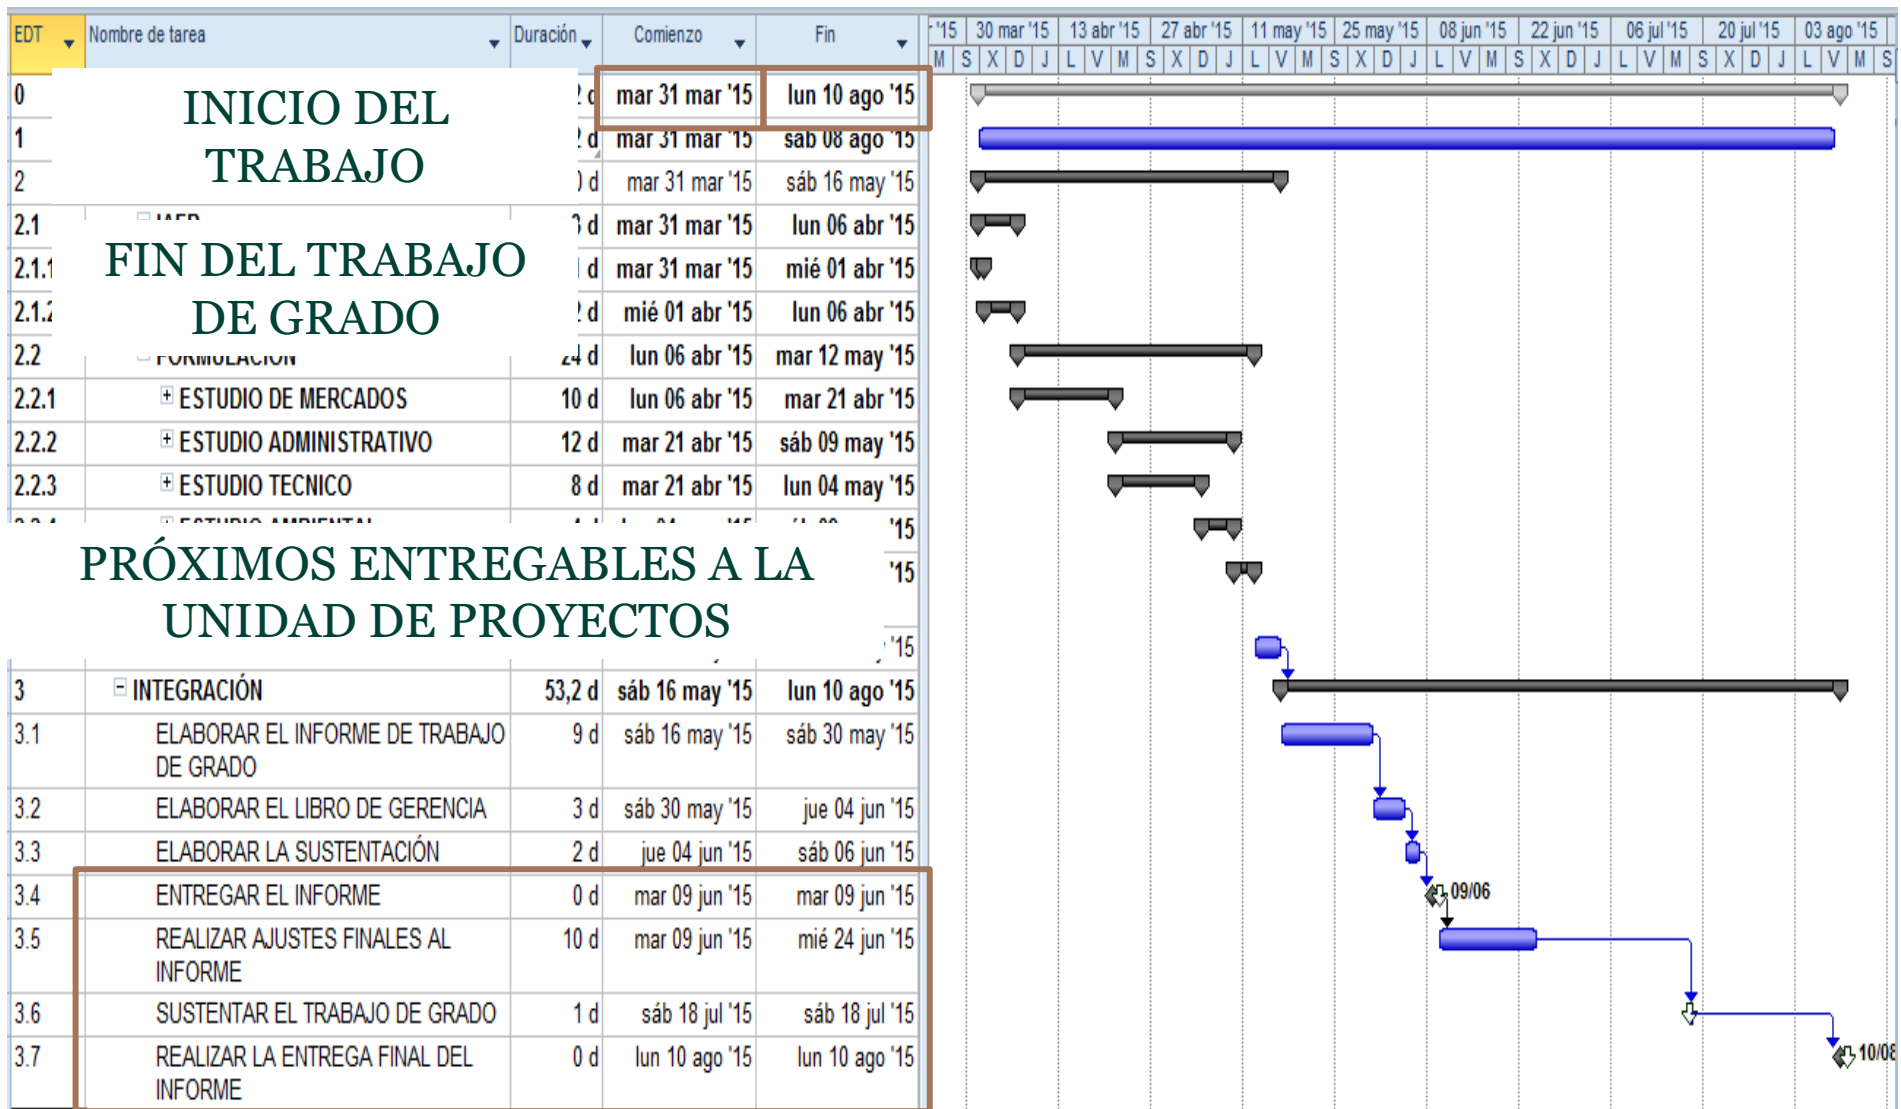 EDT Nombre de tarea Duración Comienzo Fin '15 30 mar '15 13 abr '15 27 abr '15 11 may '15 25 may '15 08 jun '15 22 jun '15 06 jul '15 20 jul '15 03 ago '15
M S X D J L V M S X D J L V M S X D J L V M S X D J L V M S X D J L V M S
0 mar 31 mar '15 lun 10 ago '15
INICIO DEL
TRABAJO
1 d mar 31 mar '15 sáb 08 ago '15
2 d mar 31 mar '15 sáb 16 may '15
2.1 d mar 31 mar '15 lun 06 abr '15
FIN DEL TRABAJO
DE GRADO
2.1.1 d mar 31 mar '15 mié 01 abr '15
2.1.2 d mié 01 abr '15 lun 06 abr '15
2.2 FORMULACIÓN 24 d lun 06 abr '15 mar 12 may '15
2.2.1 ESTUDIO DE MERCADOS 10 d lun 06 abr '15 mar 21 abr '15
2.2.2 ESTUDIO ADMINISTRATIVO 12 d mar 21 abr '15 sáb 09 may '15
2.2.3 ESTUDIO TECNICO 8 d mar 21 abr '15 lun 04 may '15
ESTUDIO AMBIENTAL '15
PRÓXIMOS ENTREGABLES A LA
UNIDAD DE PROYECTOS
'15
'15
3 INTEGRACIÓN 53,2 d sáb 16 may '15 lun 10 ago '15
3.1 ELABORAR EL INFORME DE TRABAJO 9 d sáb 16 may '15 sáb 30 may '15
DE GRADO
3.2 ELABORAR EL LIBRO DE GERENCIA 3 d sáb 30 may '15 jue 04 jun '15
3.3 ELABORAR LA SUSTENTACIÓN 2 d jue 04 jun '15 sáb 06 jun '15
3.4 ENTREGAR EL INFORME 0 d mar 09 jun '15 mar 09 jun '15 09/06
3.5 REALIZAR AJUSTES FINALES AL 10 d mar 09 jun '15 mié 24 jun '15
INFORME
3.6 SUSTENTAR EL TRABAJO DE GRADO 1 d sáb 18 jul '15 sáb 18 jul '15
3.7 REALIZAR LA ENTREGA FINAL DEL 0 d lun 10 ago '15 lun 10 ago '15 10/08
INFORME